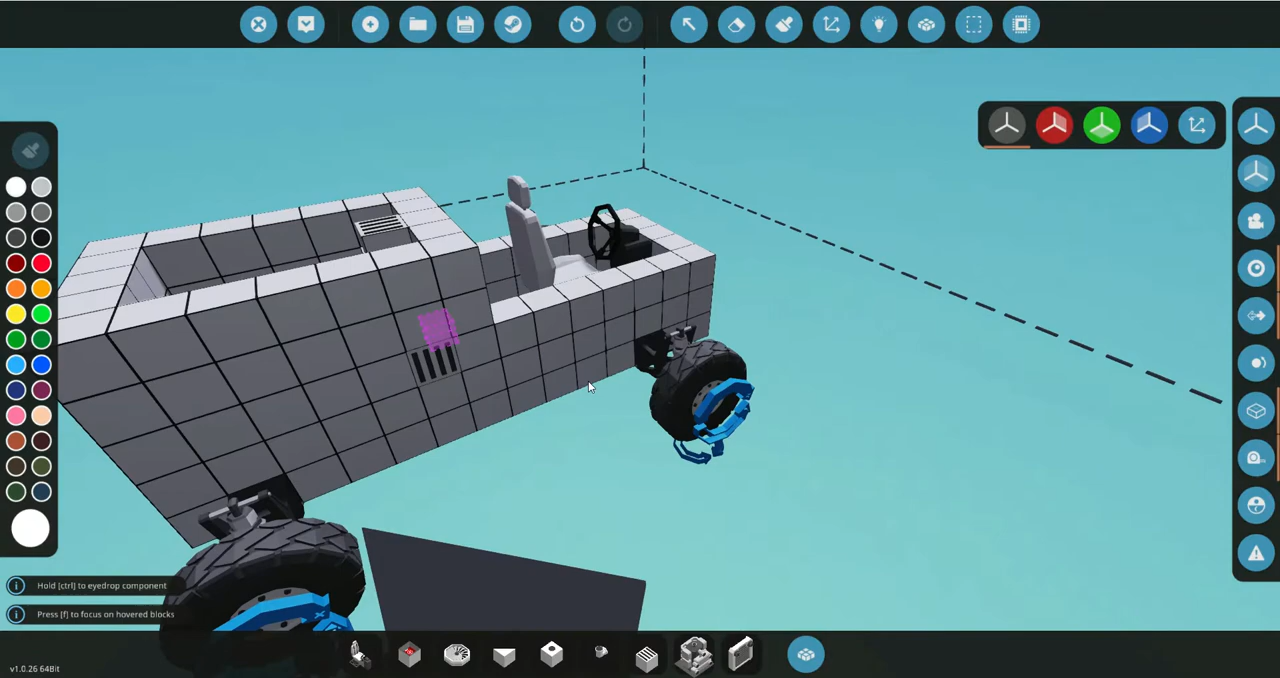 Hold [ctrl] to eyedrop component
Press [f] to focus on hovered blocks
v1.0.26 64Bit